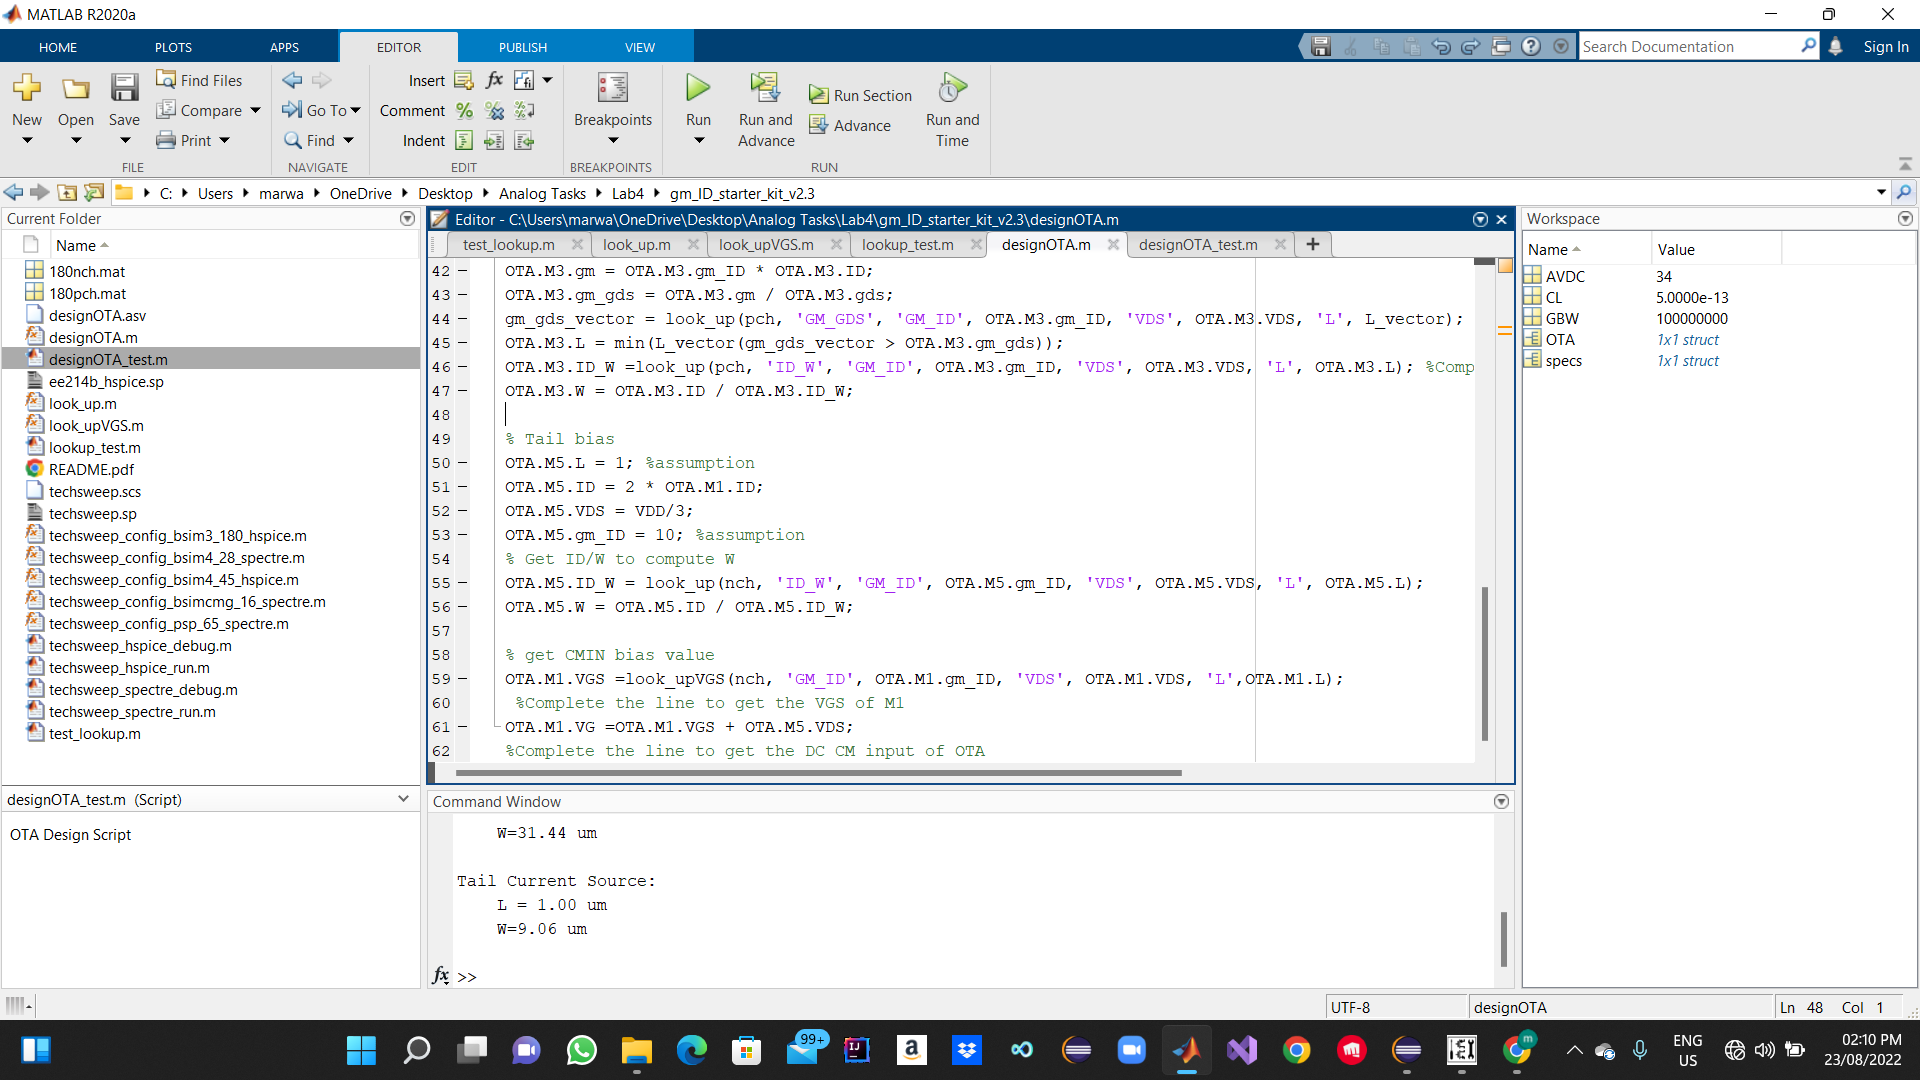 MATLAB R2020a
HOME PLOTS APPS EDITOR PUBLISH VIEW
Search Documentation
Sign In
New
Open
Save
Find Files
Compare
Print
FILE
Go To
Find
NAVIGATE
Insert
Comment
Indent
EDIT
Breakpoints
BREAKPOINTS
Run
Run and Advance
Run Section
Advance
Run and Time
RUN
C: Users marwa OneDrive Desktop Analog Tasks Lab4 gm_ID_starter_kit_v2.3
Current Folder
Name
180nch.mat
180pch.mat
designOTA.asv
designOTA.m
designOTA_test.m
ee214b_hspice.sp
look_up.m
look_upVGS.m
lookup_test.m
README.pdf
techsweep.scs
techsweep.sp
techsweep_config_bsim3_180_hspice.m
techsweep_config_bsim4_28_spectre.m
techsweep_config_bsim4_45_hspice.m
techsweep_config_bsimcmg_16_spectre.m
techsweep_config_psp_65_spectre.m
techsweep_hspice_debug.m
techsweep_hspice_run.m
techsweep_spectre_debug.m
techsweep_spectre_run.m
test_lookup.m
designOTA_test.m (Script)
OTA Design Script
Editor - C:\Users\marwa\OneDrive\Desktop\Analog Tasks\Lab4\gm_ID_starter_kit_v2.3\designOTA.m
test_lookup.m look_up.m look_upVGS.m lookup_test.m designOTA.m designOTA_test.m
42 OTA.M3.gm = OTA.M3.gm_ID * OTA.M3.ID;
43 OTA.M3.gm_gds = OTA.M3.gm / OTA.M3.gds;
44 gm_gds_vector = look_up(pch, 'GM_GDS', 'GM_ID', OTA.M3.gm_ID, 'VDS', OTA.M3.VDS, 'L', L_vector);
45 OTA.M3.L = min(L_vector(gm_gds_vector > OTA.M3.gm_gds));
46 OTA.M3.ID_W =look_up(pch, 'ID_W', 'GM_ID', OTA.M3.gm_ID, 'VDS', OTA.M3.VDS, 'L', OTA.M3.L); %Comp
47 OTA.M3.W = OTA.M3.ID / OTA.M3.ID_W;
48
49 % Tail bias
50 OTA.M5.L = 1; %assumption
51 OTA.M5.ID = 2 * OTA.M1.ID;
52 OTA.M5.VDS = VDD/3;
53 OTA.M5.gm_ID = 10; %assumption
54 % Get ID/W to compute W
55 OTA.M5.ID_W = look_up(nch, 'ID_W', 'GM_ID', OTA.M5.gm_ID, 'VDS', OTA.M5.VDS, 'L', OTA.M5.L);
56 OTA.M5.W = OTA.M5.ID / OTA.M5.ID_W;
57
58 % get CMIN bias value
59 OTA.M1.VGS =look_upVGS(nch, 'GM_ID', OTA.M1.gm_ID, 'VDS', OTA.M1.VDS, 'L',OTA.M1.L);
60 %Complete the line to get the VGS of M1
61 OTA.M1.VG =OTA.M1.VGS + OTA.M5.VDS;
62 %Complete the line to get the DC CM input of OTA
Command Window
W=31.44 um
Tail Current Source:
L = 1.00 um
W=9.06 um
fx >>
Workspace
Name Value
AVDC 34
CL 5.0000e-13
GBW 100000000
OTA 1x1 struct
specs 1x1 struct
UTF-8 designOTA Ln 48 Col 1
99+
ENG
US
02:10 PM
23/08/2022